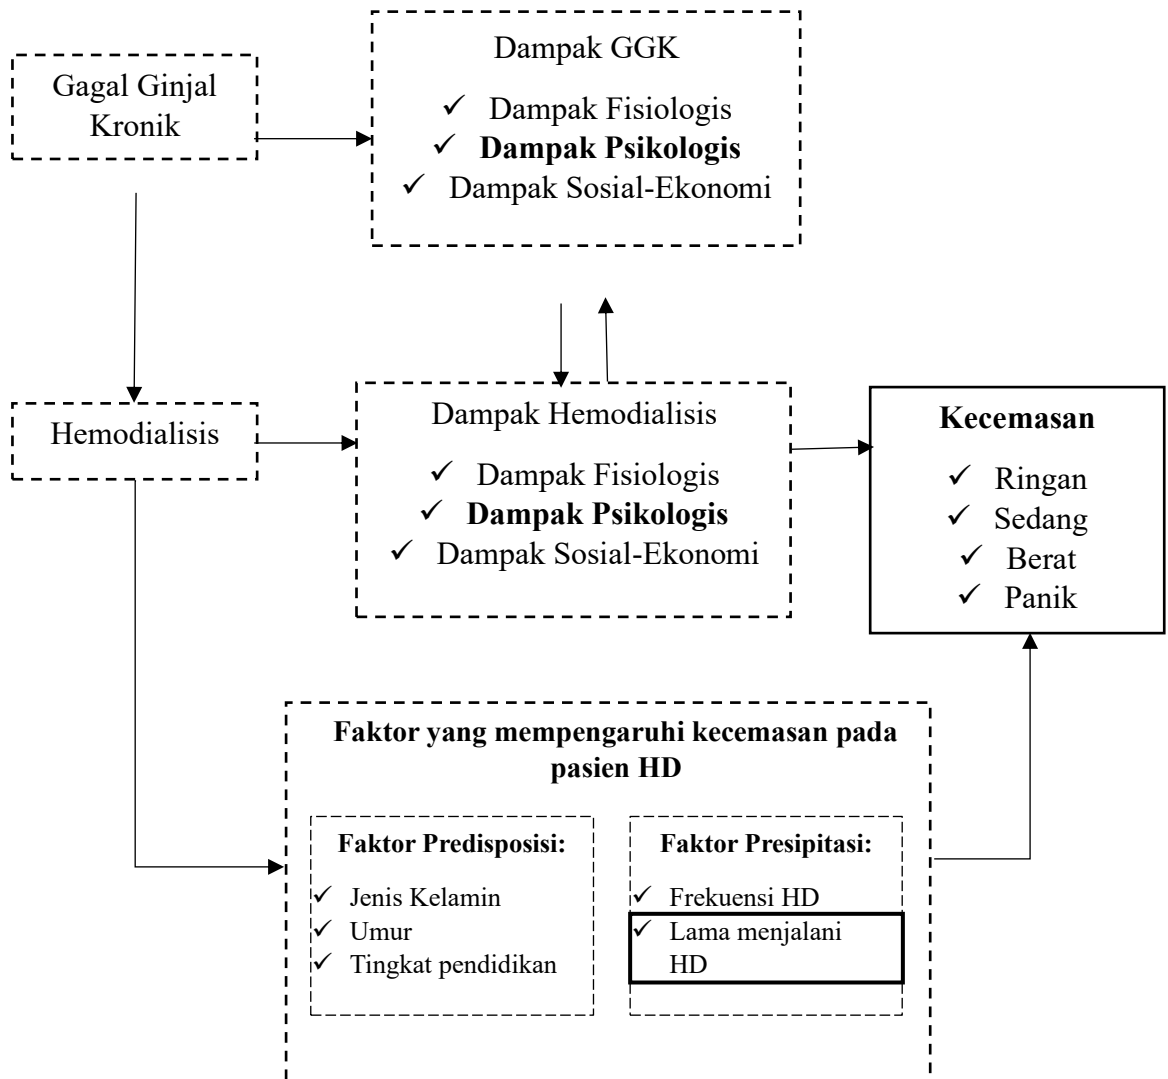 Gagal Ginjal
Kronik
Dampak GGK
✓ Dampak Fisiologis
✓ Dampak Psikologis
✓ Dampak Sosial-Ekonomi
Hemodialisis
Dampak Hemodialisis
✓ Dampak Fisiologis
✓ Dampak Psikologis
✓ Dampak Sosial-Ekonomi
Kecemasan
✓ Ringan
✓ Sedang
✓ Berat
✓ Panik
Faktor yang mempengaruhi kecemasan pada
pasien HD
Faktor Predisposisi:
✓ Jenis Kelamin
✓ Umur
✓ Tingkat pendidikan
Faktor Presipitasi:
✓ Frekuensi HD
✓ Lama menjalani
HD